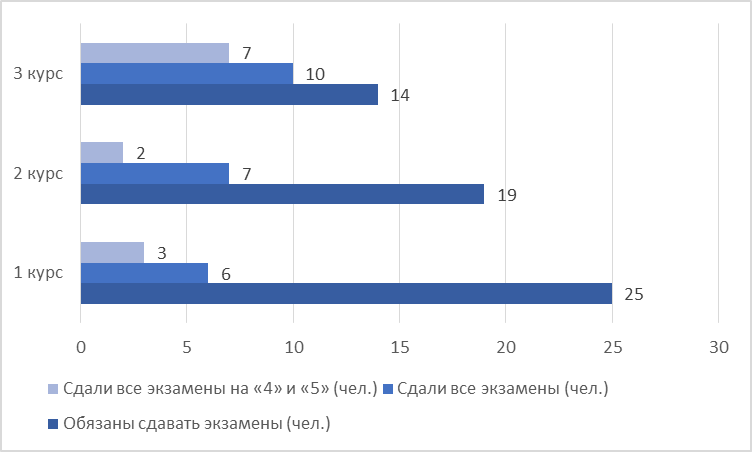 7
3 курс
10
14
2
2 курс
7
19
3
1 курс
6
25
0 5 10 15 20 25 30
Сдали все экзамены на «4» и «5» (чел.) Сдали все экзамены (чел.)
Обязаны сдавать экзамены (чел.)